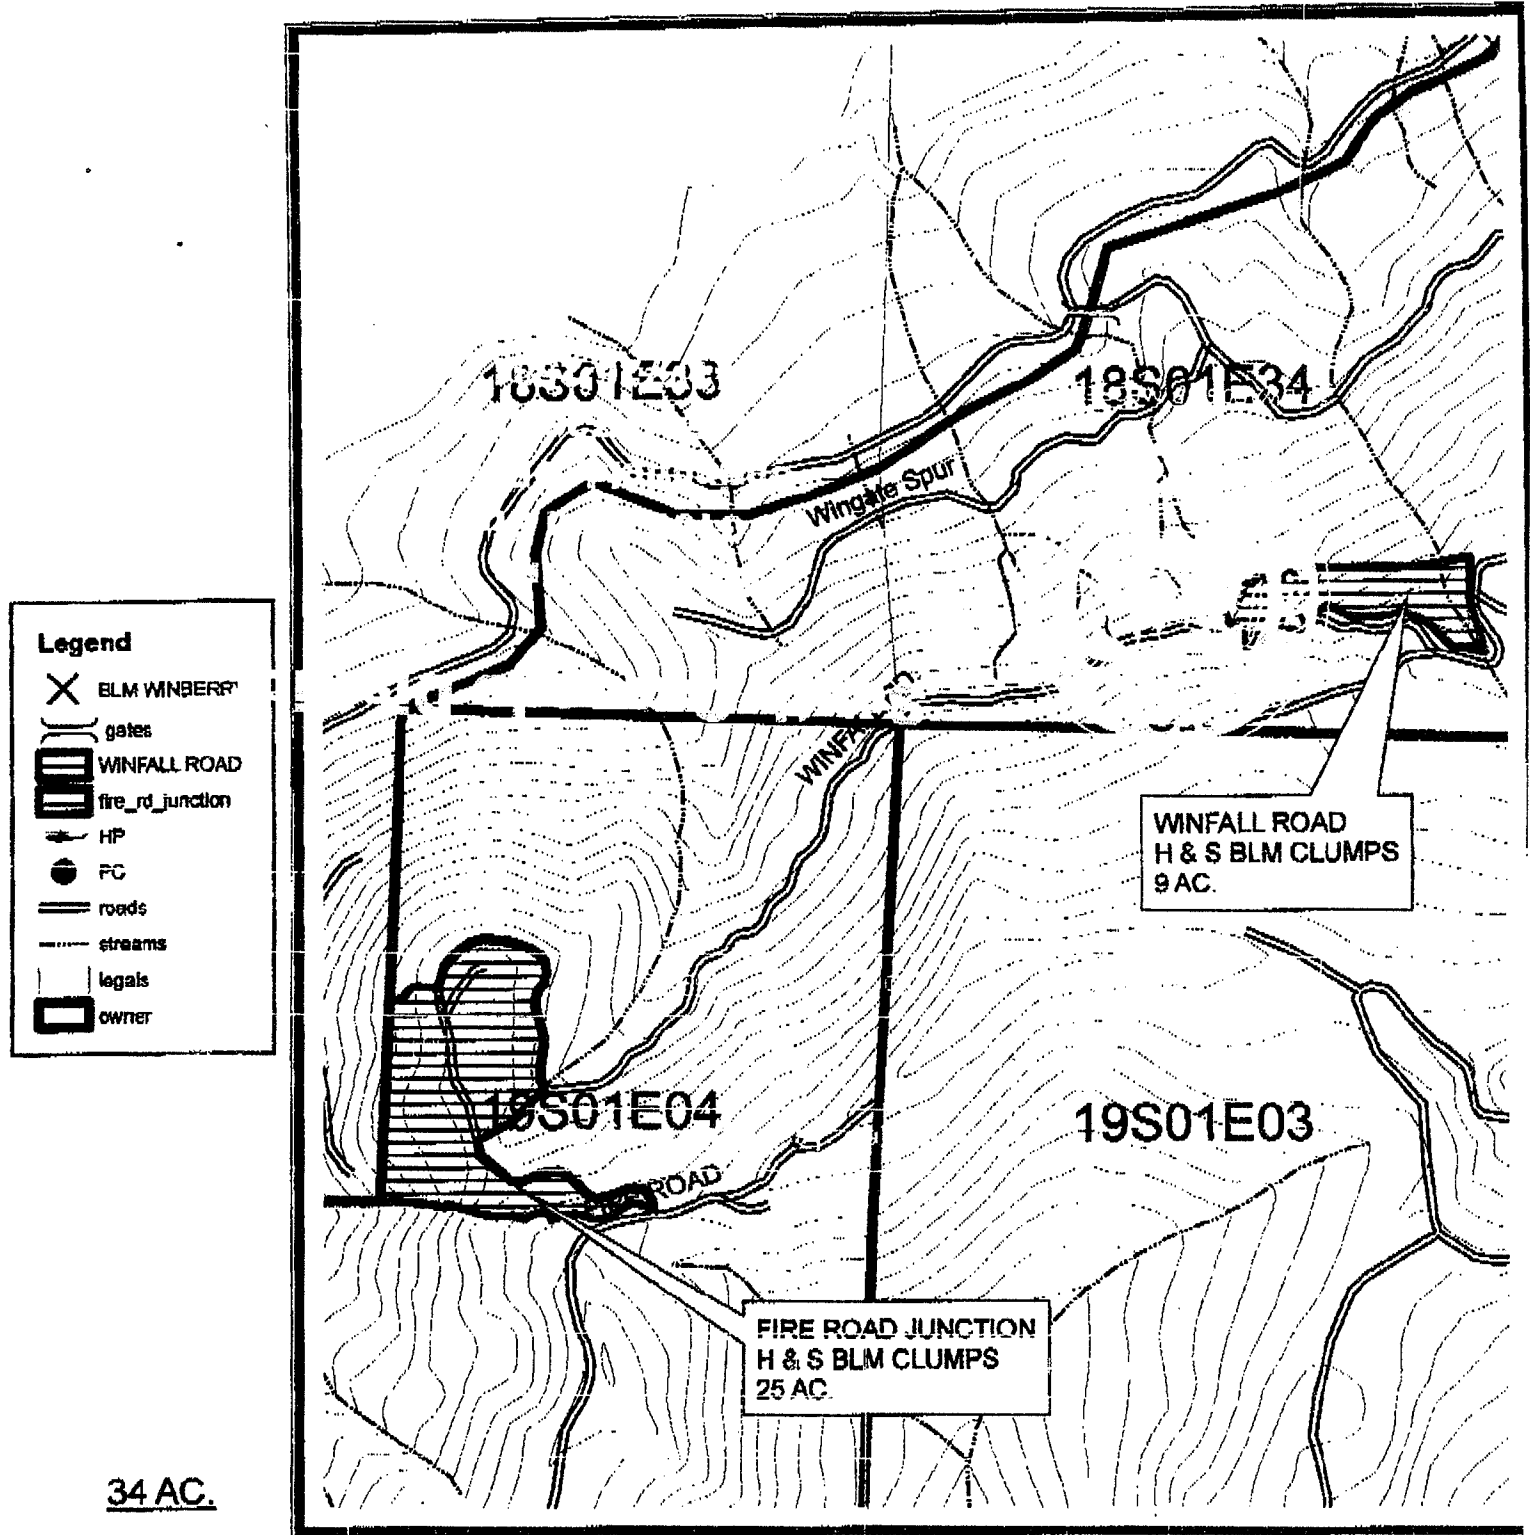 18S01E33
18S01E34
Wingate Spur
Legend
BLM WINBERR
gates
WINFALL ROAD
fire_rd_junction
HP
PC
roads
streams
legals
owner
WINFA
WINFALL ROAD
H & S BLM CLUMPS
9 AC.
19S01E04
19S01E03
ROAD
FIRE ROAD JUNCTION
H & S BLM CLUMPS
25 AC.
34 AC.